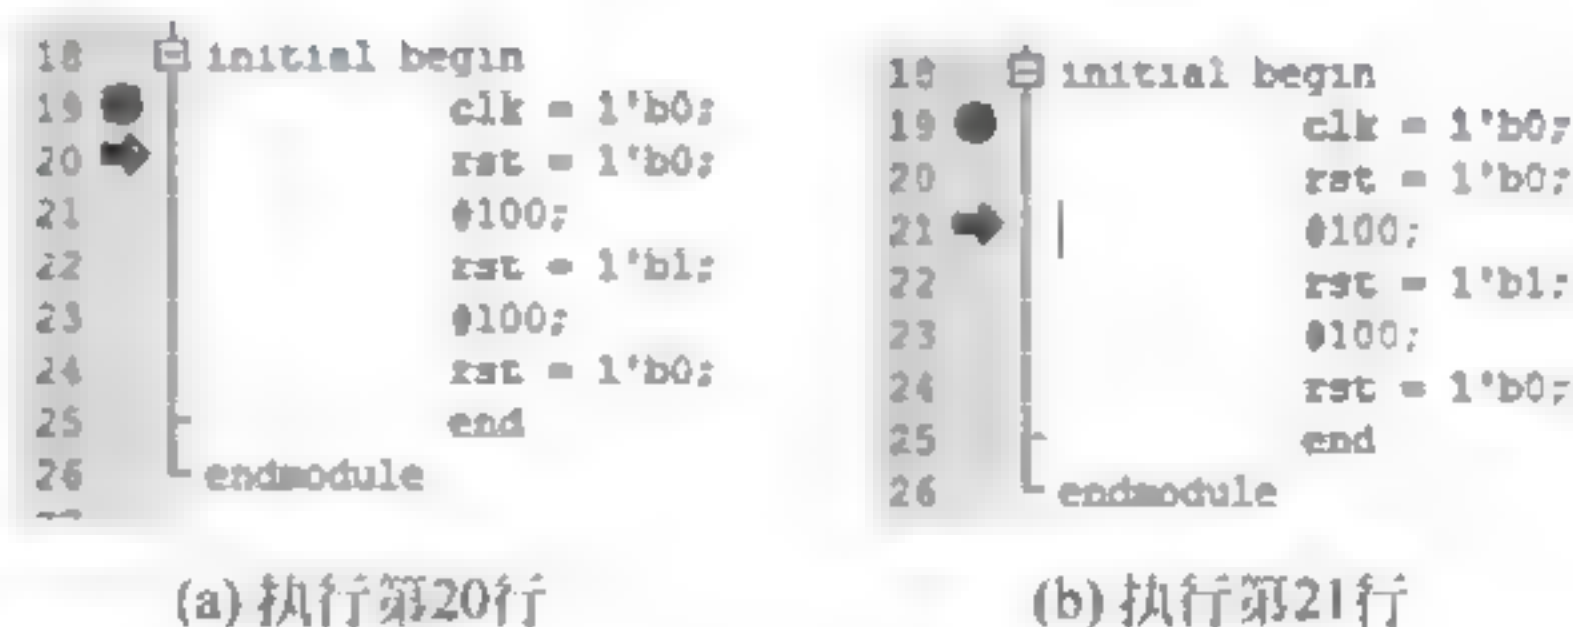 18 initial begin
19 clk = 1'b0;
20 rst = 1'b0;
21 #100;
22 rst = 1'b1;
23 #100;
24 rst = 1'b0;
25 end
26 endmodule
(a) 执行第20行
18 initial begin
19 clk = 1'b0;
20 rst = 1'b0;
21 #100;
22 rst = 1'b1;
23 #100;
24 rst = 1'b0;
25 end
26 endmodule
(b) 执行第21行